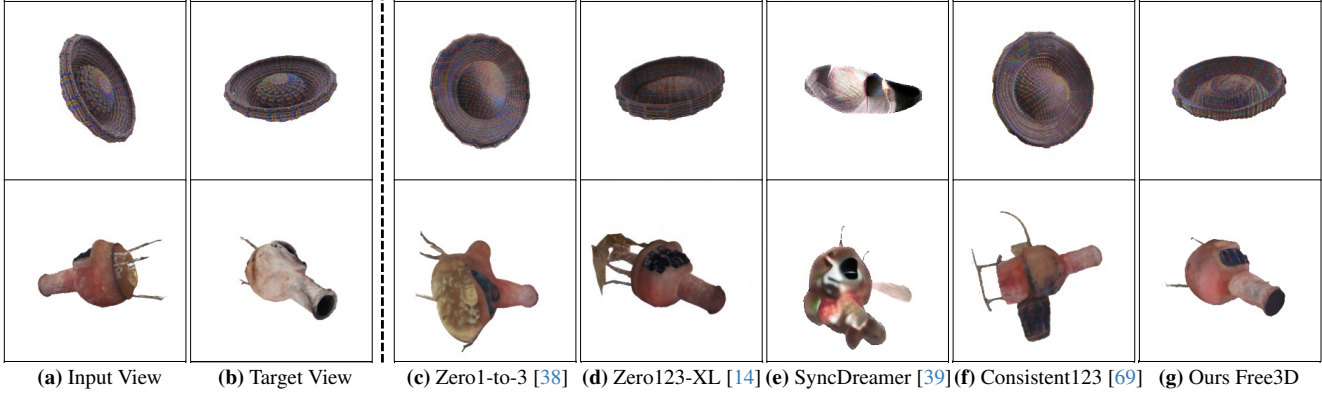 (a) Input View (b) Target View (c) Zero1-to-3 [38] (d) Zero123-XL [14] (e) SyncDreamer [39] (f) Consistent123 [69] (g) Ours Free3D